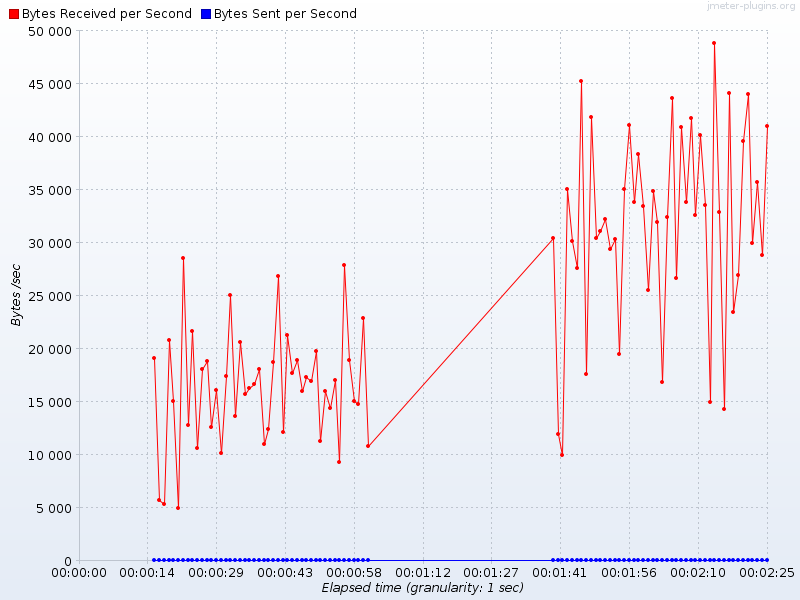 jmeter-plugins.org
Bytes Received per Second Bytes Sent per Second
50 000
45 000
40 000
35 000
30 000
25 000
20 000
15 000
10 000
5 000
0
Bytes /sec
00:00:00 00:00:14 00:00:29 00:00:43 00:00:58 00:01:12 00:01:27 00:01:41 00:01:56 00:02:10 00:02:25
Elapsed time (granularity: 1 sec)